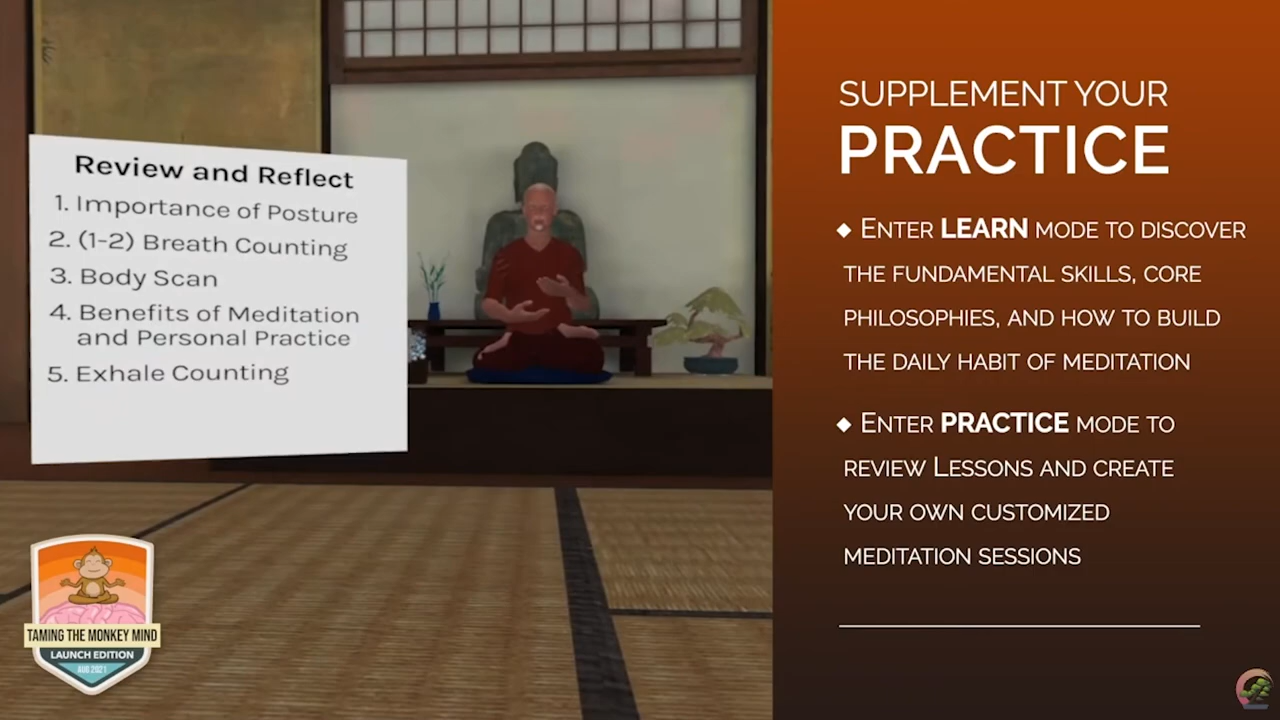 Review and Reflect
1. Importance of Posture
2. (1-2) Breath Counting
3. Body Scan
4. Benefits of Meditation
and Personal Practice
5. Exhale Counting
TAMING THE MONKEY MIND
LAUNCH EDITION
AUG 2021
SUPPLEMENT YOUR
PRACTICE
◆ ENTER LEARN MODE TO DISCOVER
THE FUNDAMENTAL SKILLS, CORE
PHILOSOPHIES, AND HOW TO BUILD
THE DAILY HABIT OF MEDITATION
◆ ENTER PRACTICE MODE TO
REVIEW LESSONS AND CREATE
YOUR OWN CUSTOMIZED
MEDITATION SESSIONS